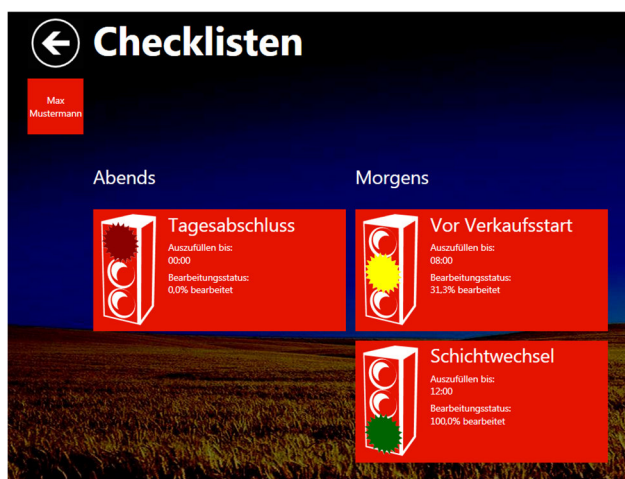 Checklisten
Max
Mustermann
Abends
Tagesabschluss
Auszufüllen bis:
00:00
Bearbeitungsstatus:
0,0% bearbeitet
Morgens
Vor Verkaufsstart
Auszufüllen bis:
08:00
Bearbeitungsstatus:
31,3% bearbeitet
Schichtwechsel
Auszufüllen bis:
12:00
Bearbeitungsstatus:
100,0% bearbeitet